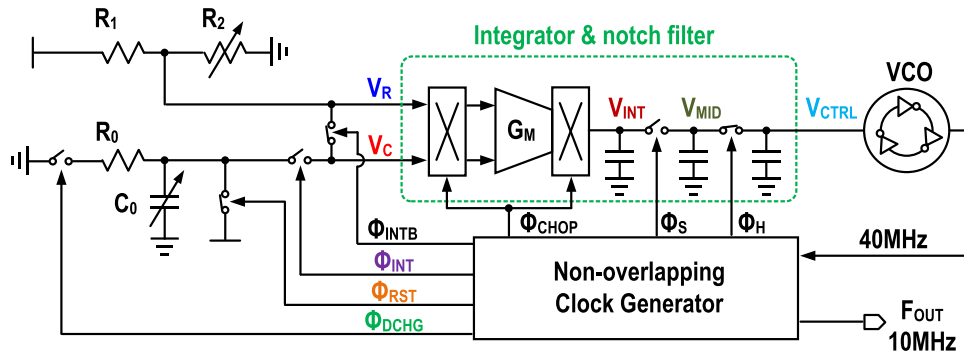 R1
R2
Integrator & notch filter
VCO
VR
GM
VINT
VMID
VCTRL
R0
VC
C0
ΦINTB
ΦCHOP
ΦS
ΦH
40MHz
ΦINT
Non-overlapping
Clock Generator
ΦRST
FOUT
ΦDCHG
10MHz